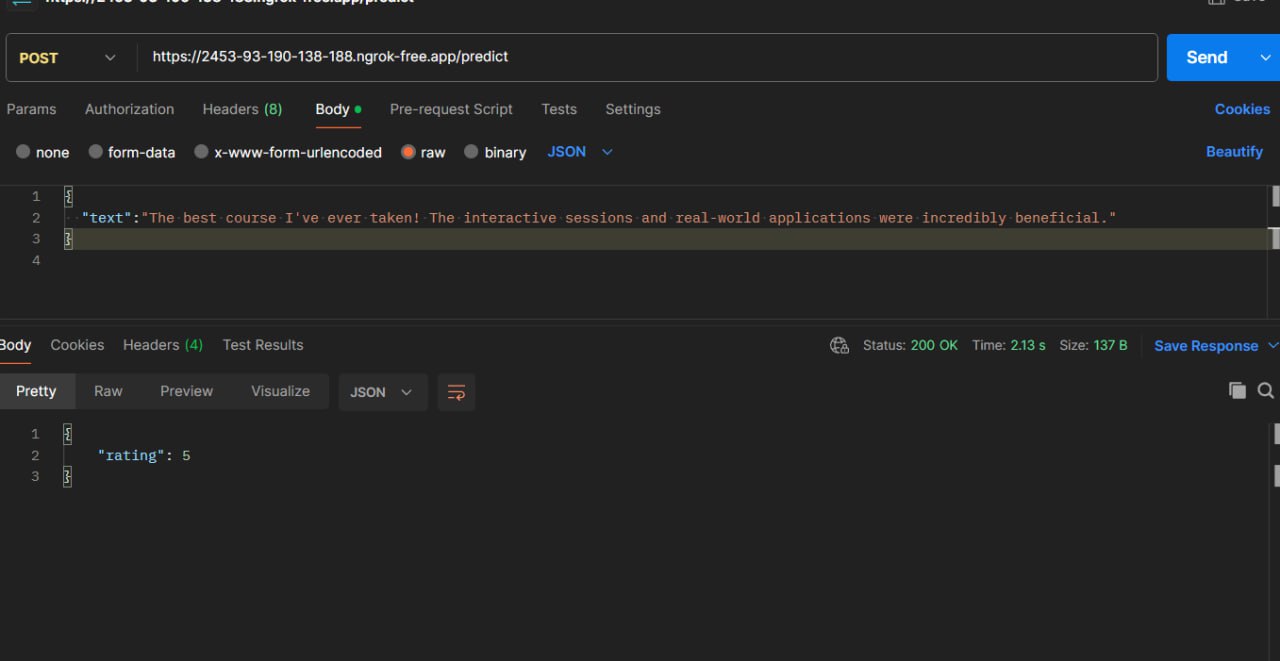 POST https://2453-93-190-138-188.ngrok-free.app/predict Send
Params Authorization Headers (8) Body Pre-request Script Tests Settings Cookies
none form-data x-www-form-urlencoded raw binary JSON Beautify
1 {
2 "text":"The best course I've ever taken! The interactive sessions and real-world applications were incredibly beneficial."
3 }
4
Body Cookies Headers (4) Test Results Status: 200 OK Time: 2.13 s Size: 137 B Save Response
Pretty Raw Preview Visualize JSON
1 {
2 "rating": 5
3 }